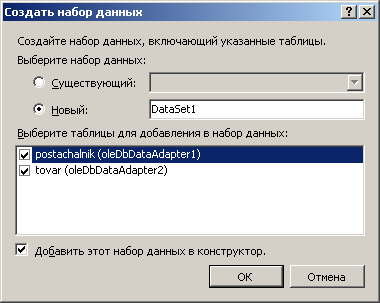 Создать набор данных
Создайте набор данных, включающий указанные таблицы.
Выберите набор данных:
Существующий:
Новый:
DataSet1
Выберите таблицы для добавления в набор данных:
postachalnik (oleDbDataAdapter1)
tovar (oleDbDataAdapter2)
Добавить этот набор данных в конструктор.
OK
Отмена